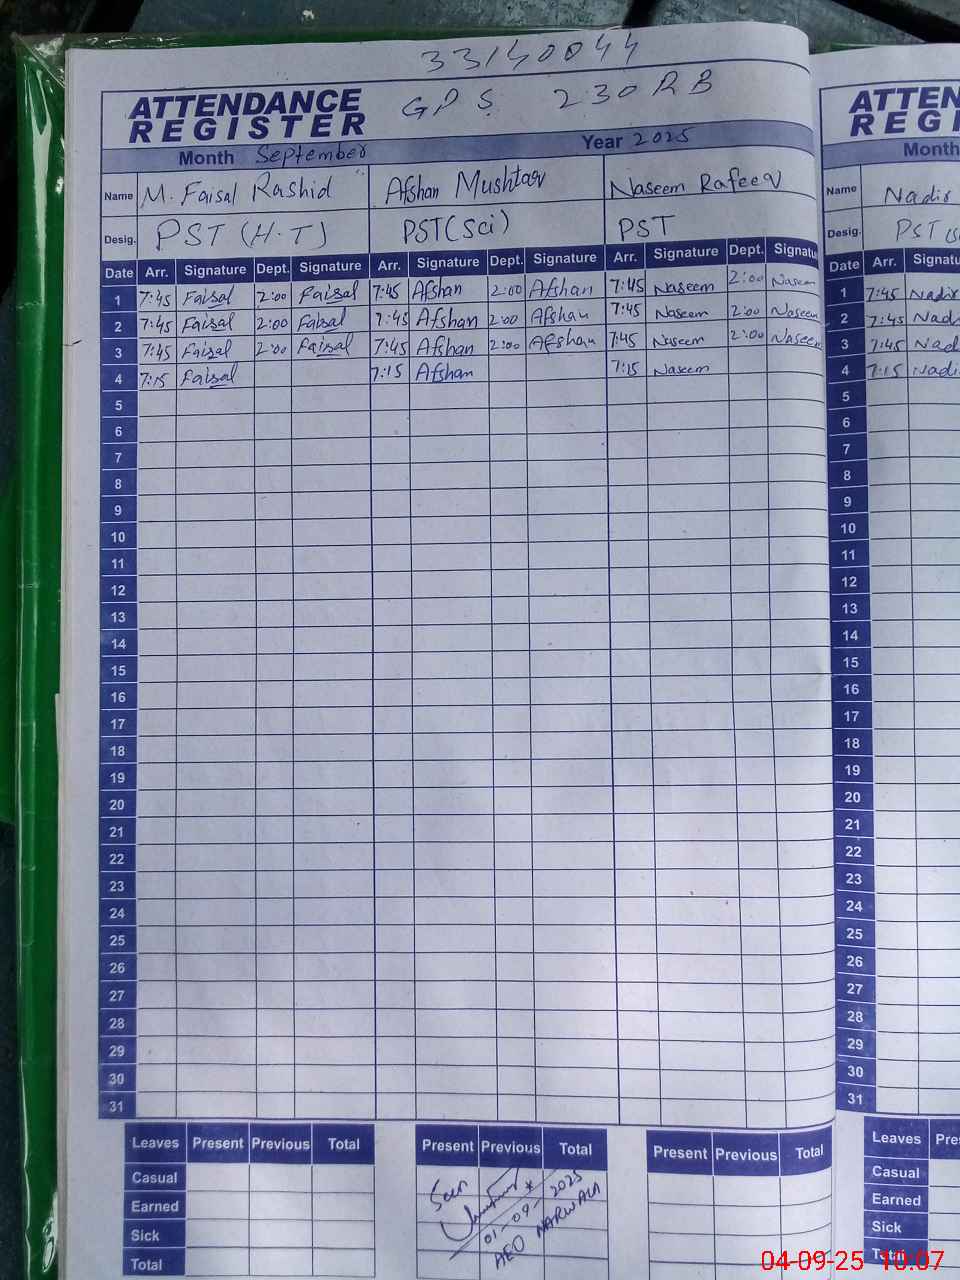 33140044
ATTENDANCE REGISTER GPS 230 RB
Month September Year 2025
Name M. Faisal Rashid Afshan Mushtaq Naseem Rafeeq
Desig. PST (H.T) PST(Sci) PST
Date Arr. Signature Dept. Signature Arr. Signature Dept. Signature Arr. Signature Dept. Signatu
1 7:45 Faisal 2:00 Faisal 7:45 Afshan 2:00 Afshan 7:45 Naseem 2:00 Naseem
2 7:45 Faisal 2:00 Faisal 7:45 Afshan 2:00 Afshan 7:45 Naseem 2:00 Naseem
3 7:45 Faisal 2:00 Faisal 7:45 Afshan 2:00 Afshan 7:45 Naseem 2:00 Naseem
4 7:15 Faisal 7:15 Afshan 7:15 Naseem
5
6
7
8
9
10
11
12
13
14
15
16
17
18
19
20
21
22
23
24
25
26
27
28
29
30
31
Leaves Present Previous Total Present Previous Total Present Previous Total
Casual
Earned
Sick
Total
01-09-2025
AEO NARWALA
ATTEN
REGI
Month
Name Nadir
Desig. PST
Date Arr. Signatu
1 7:45 Nadir
2 7:45 Nad
3 7:45 Nad
4 7:15 Nadi
5
6
7
8
9
10
11
12
13
14
15
16
17
18
19
20
21
22
23
24
25
26
27
28
29
30
31
Leaves Pre
Casual
Earned
Sick
Total
04-09-25 10:07